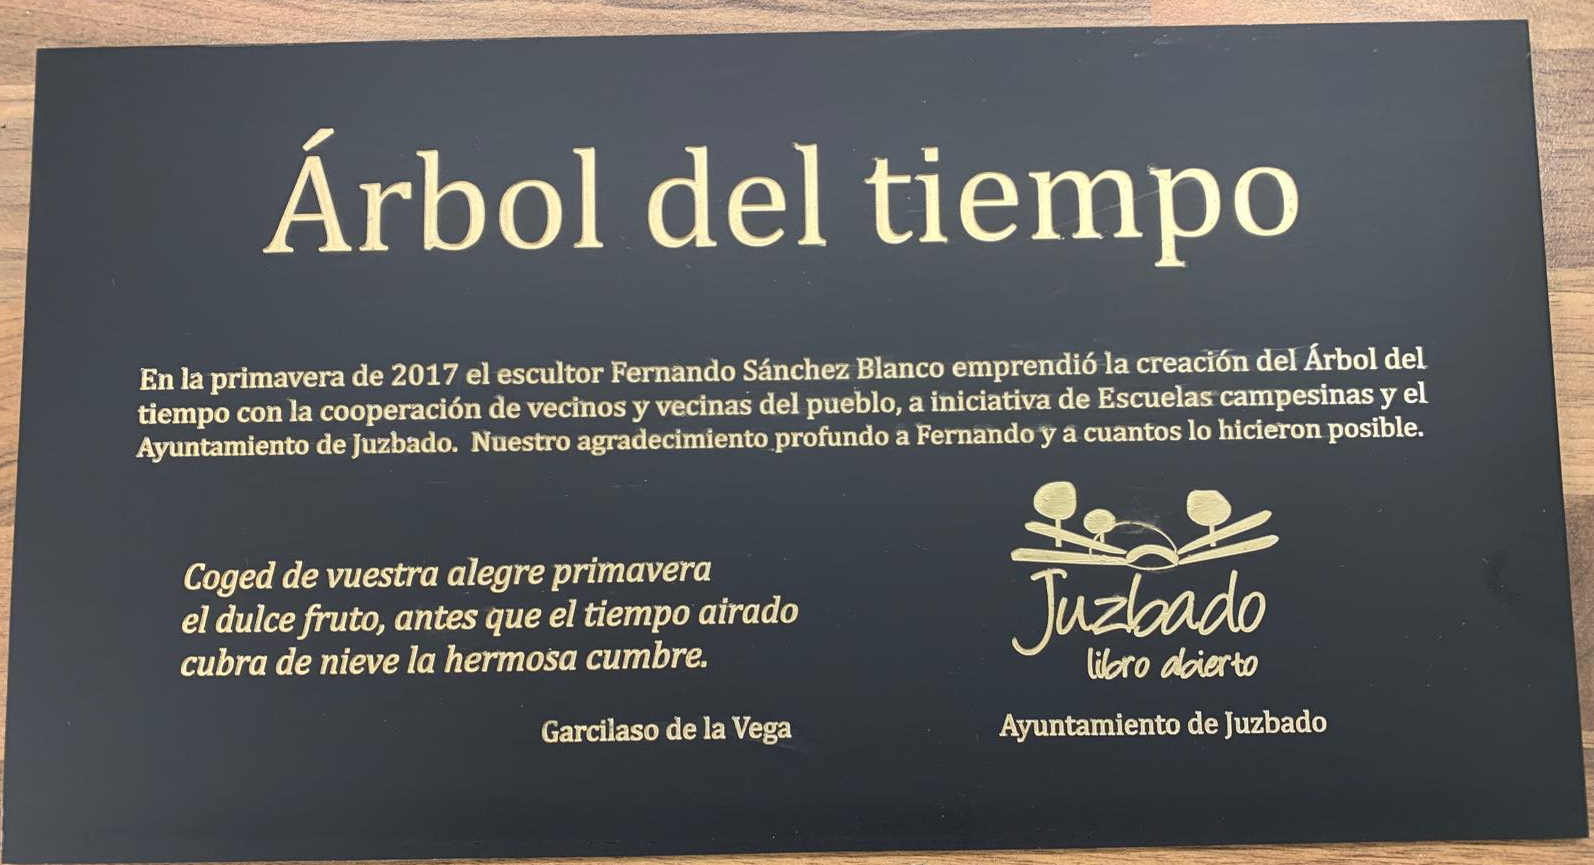 Árbol del tiempo
En la primavera de 2017 el escultor Fernando Sánchez Blanco emprendió la creación del Árbol del
tiempo con la cooperación de vecinos y vecinas del pueblo, a iniciativa de Escuelas campesinas y el
Ayuntamiento de Juzbado. Nuestro agradecimiento profundo a Fernando y a cuantos lo hicieron posible.
Coged de vuestra alegre primavera
el dulce fruto, antes que el tiempo airado
cubra de nieve la hermosa cumbre.
Garcilaso de la Vega
Juzbado
libro abierto
Ayuntamiento de Juzbado